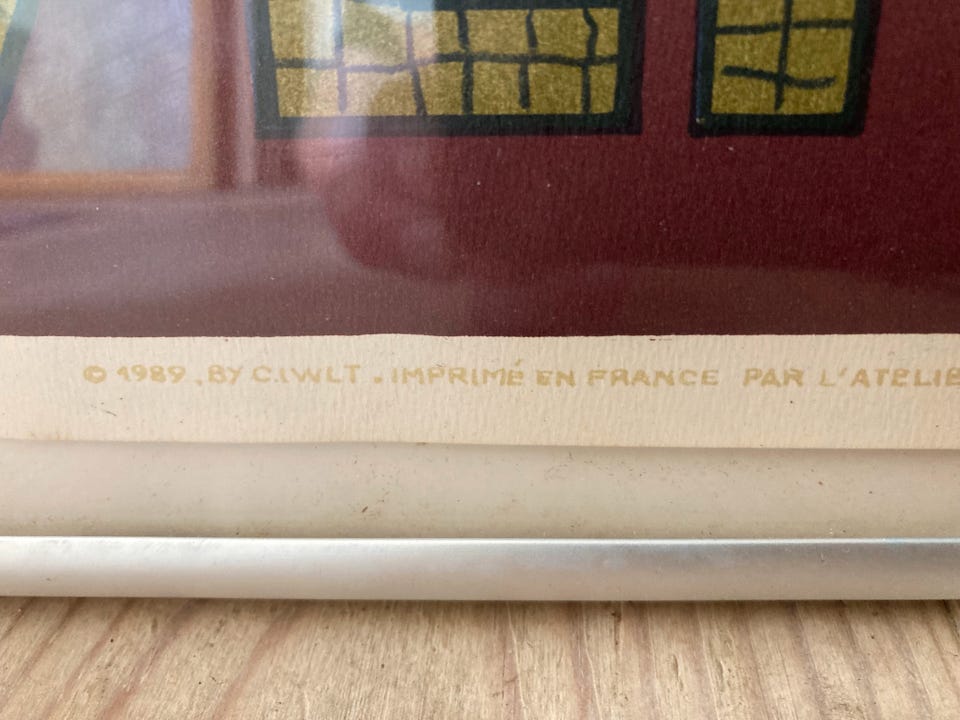 © 1989, BY C.IWLT. IMPRIMÉ EN FRANCE PAR L'ATELIE